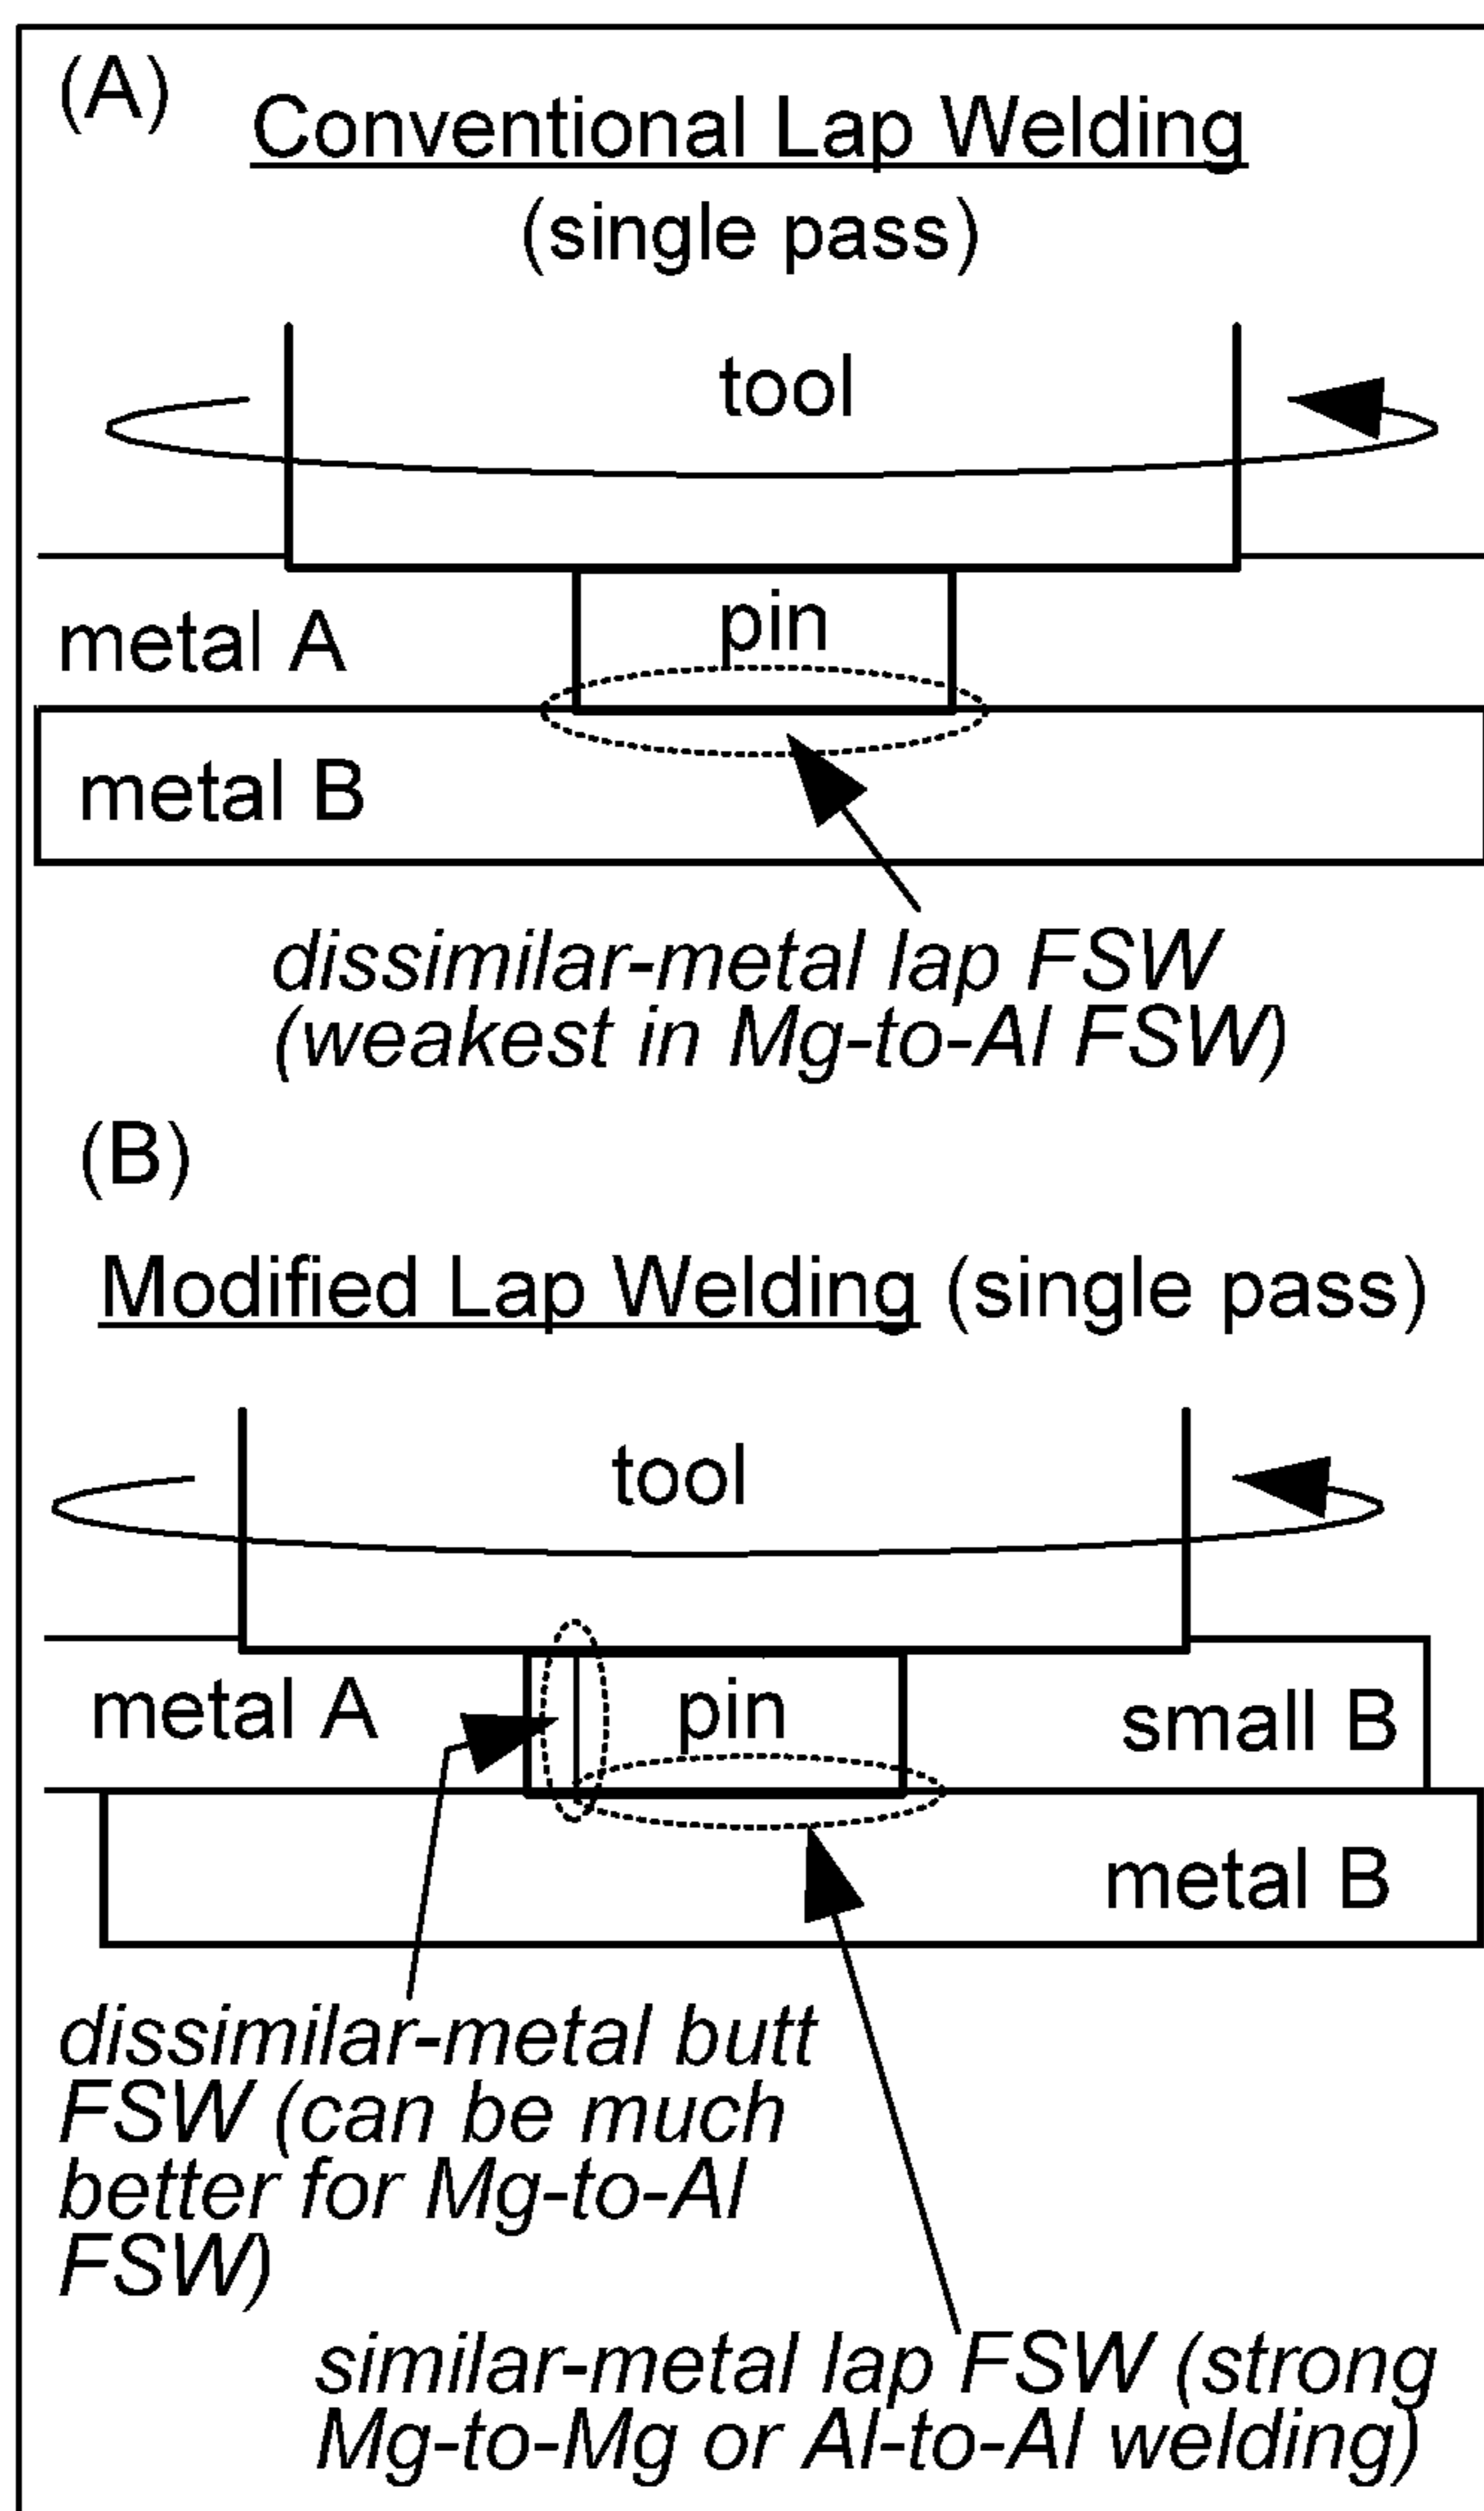 (A)
Conventional Lap Welding
(single pass)
tool
pin
metal A
metal B
dissimilar-metal lap FSW
(weakest in Mg-to-Al FSW)
(B)
Modified Lap Welding (single pass)
tool
metal A
pin
small B
metal B
dissimilar-metal butt
FSW (can be much
better for Mg-to-Al
FSW)
similar-metal lap FSW (strong
Mg-to-Mg or Al-to-Al welding)